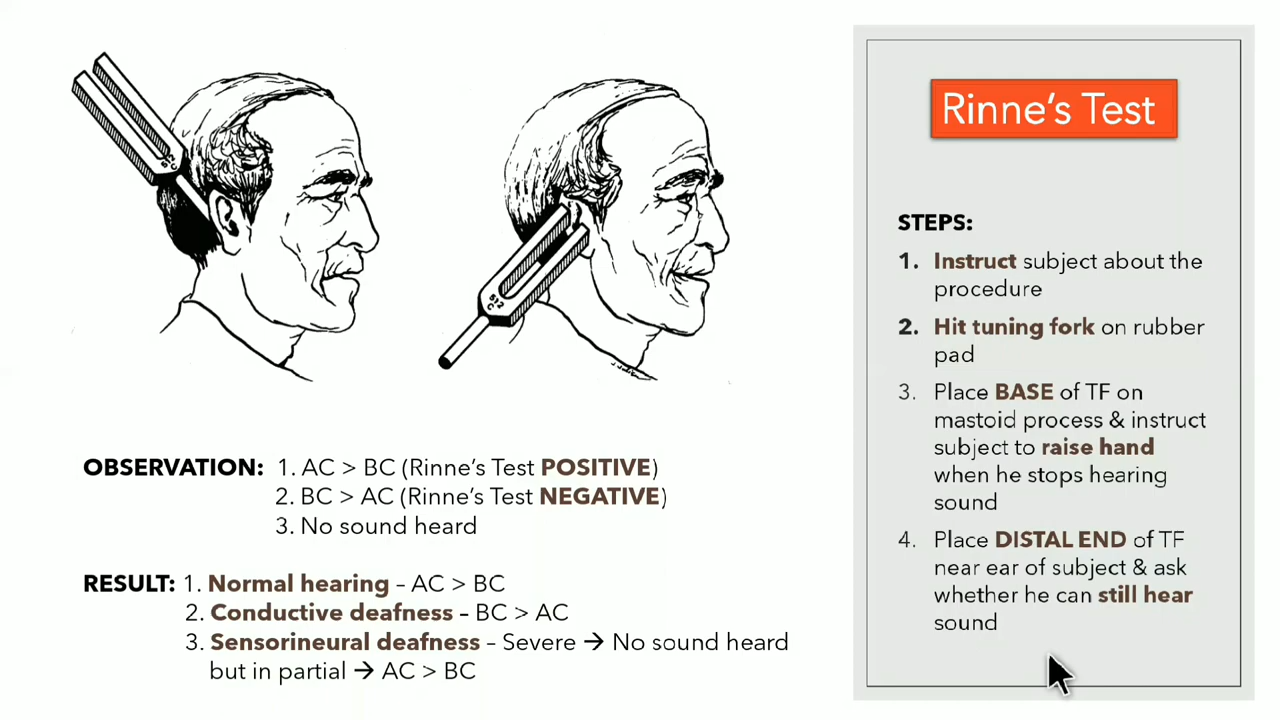 Rinne's Test
STEPS:
1. Instruct subject about the
procedure
2. Hit tuning fork on rubber
pad
3. Place BASE of TF on
mastoid process & instruct
subject to raise hand
when he stops hearing
sound
4. Place DISTAL END of TF
near ear of subject & ask
whether he can still hear
sound
512
C
512
C
OBSERVATION: 1. AC > BC (Rinne's Test POSITIVE)
2. BC > AC (Rinne's Test NEGATIVE)
3. No sound heard
RESULT: 1. Normal hearing – AC > BC
2. Conductive deafness – BC > AC
3. Sensorineural deafness – Severe → No sound heard
but in partial → AC > BC